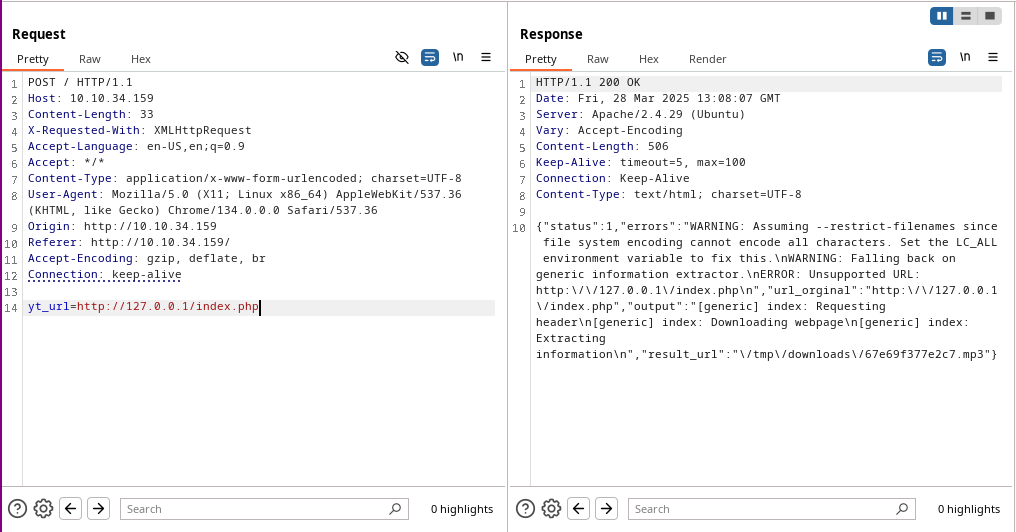 Request
Pretty Raw Hex \n
1 POST / HTTP/1.1
2 Host: 10.10.34.159
3 Content-Length: 33
4 X-Requested-With: XMLHttpRequest
5 Accept-Language: en-US,en;q=0.9
6 Accept: */*
7 Content-Type: application/x-www-form-urlencoded; charset=UTF-8
8 User-Agent: Mozilla/5.0 (X11; Linux x86_64) AppleWebKit/537.36
(KHTML, like Gecko) Chrome/134.0.0.0 Safari/537.36
9 Origin: http://10.10.34.159
10 Referer: http://10.10.34.159/
11 Accept-Encoding: gzip, deflate, br
12 Connection: keep-alive
13
14 yt_url=http://127.0.0.1/index.php
Search 0 highlights
Response
Pretty Raw Hex Render \n
1 HTTP/1.1 200 OK
2 Date: Fri, 28 Mar 2025 13:08:07 GMT
3 Server: Apache/2.4.29 (Ubuntu)
4 Vary: Accept-Encoding
5 Content-Length: 506
6 Keep-Alive: timeout=5, max=100
7 Connection: Keep-Alive
8 Content-Type: text/html; charset=UTF-8
9
10 {"status":1,"errors":"WARNING: Assuming --restrict-filenames since
file system encoding cannot encode all characters. Set the LC_ALL
environment variable to fix this.\nWARNING: Falling back on
generic information extractor.\nERROR: Unsupported URL:
http:\/\/127.0.0.1\/index.php\n","url_orginal":"http:\/\/127.0.0.1
\/index.php","output":"[generic] index: Requesting
header\n[generic] index: Downloading webpage\n[generic] index:
Extracting
information\n","result_url":"\/tmp\/downloads\/67e69f377e2c7.mp3"}
Search 0 highlights